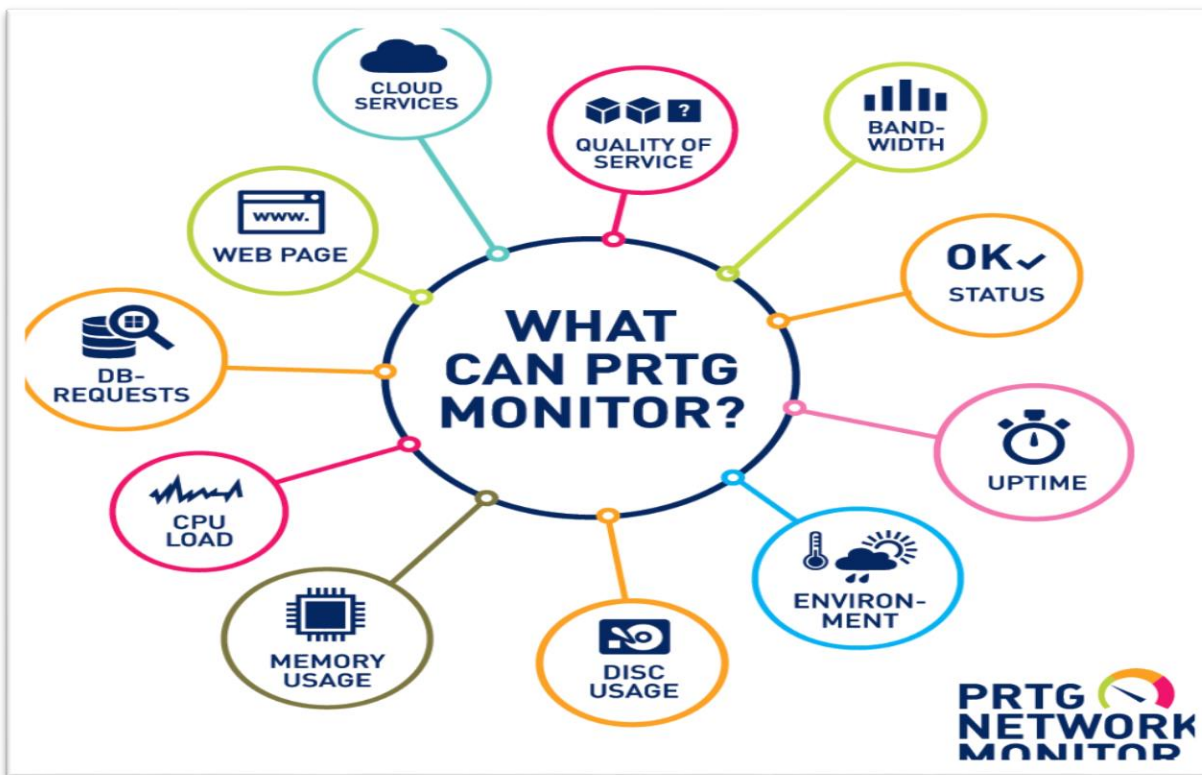 WHAT
CAN PRTG
MONITOR?
CLOUD
SERVICES
QUALITY OF
SERVICE
BAND-
WIDTH
OK
STATUS
UPTIME
ENVIRON-
MENT
DISC
USAGE
MEMORY
USAGE
CPU
LOAD
DB-
REQUESTS
www.
WEB PAGE
?
PRTG
NETWORK
MONITOR